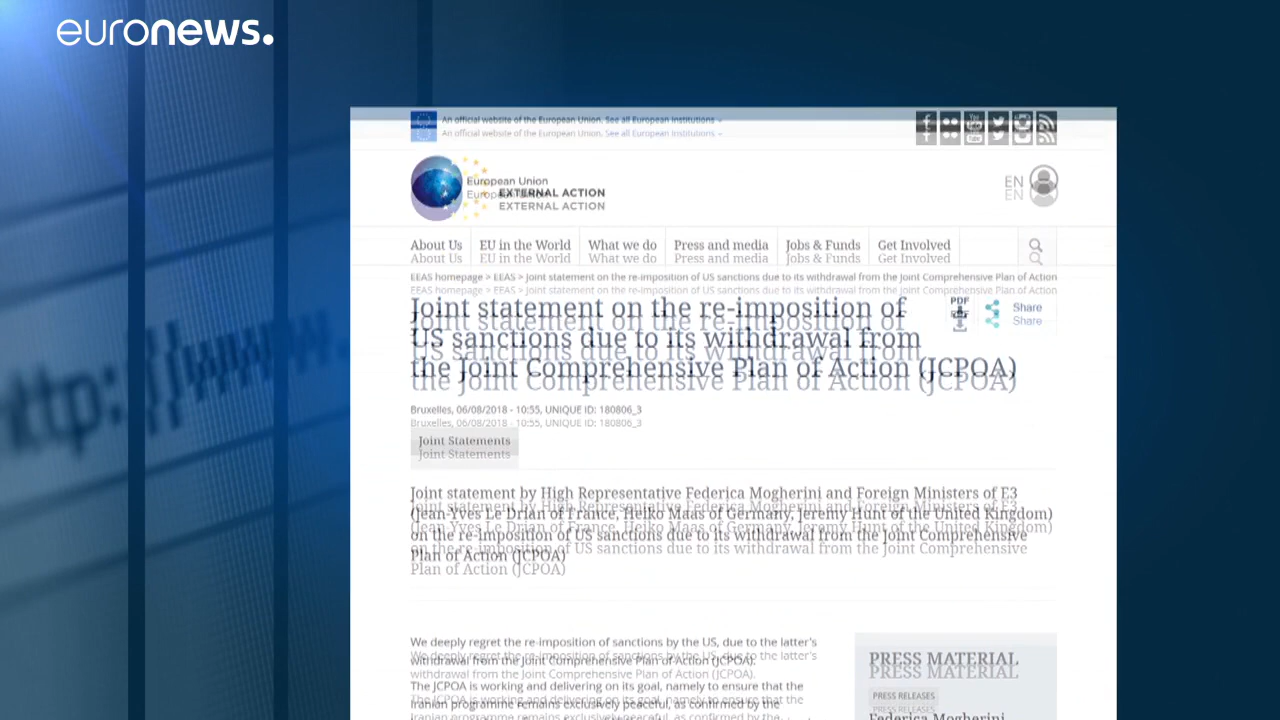 euronews.
http://www
An official website of the European Union. See all European Institutions
European Union
EXTERNAL ACTION
EN
About Us EU in the World What we do Press and media Jobs & Funds Get Involved
EEAS homepage > EEAS > Joint statement on the re-imposition of US sanctions due to its withdrawal from the Joint Comprehensive Plan of Action
Joint statement on the re-imposition of
US sanctions due to its withdrawal from
the Joint Comprehensive Plan of Action (JCPOA)
PDF
Share
Bruxelles, 06/08/2018 - 10:55, UNIQUE ID: 180806_3
Joint Statements
Joint statement by High Representative Federica Mogherini and Foreign Ministers of E3
(Jean-Yves Le Drian of France, Heiko Maas of Germany, Jeremy Hunt of the United Kingdom)
on the re-imposition of US sanctions due to its withdrawal from the Joint Comprehensive
Plan of Action (JCPOA)
We deeply regret the re-imposition of sanctions by the US, due to the latter's
withdrawal from the Joint Comprehensive Plan of Action (JCPOA).
The JCPOA is working and delivering on its goal, namely to ensure that the
Iranian programme remains exclusively peaceful, as confirmed by the
PRESS MATERIAL
PRESS RELEASES
Federica Mogherini